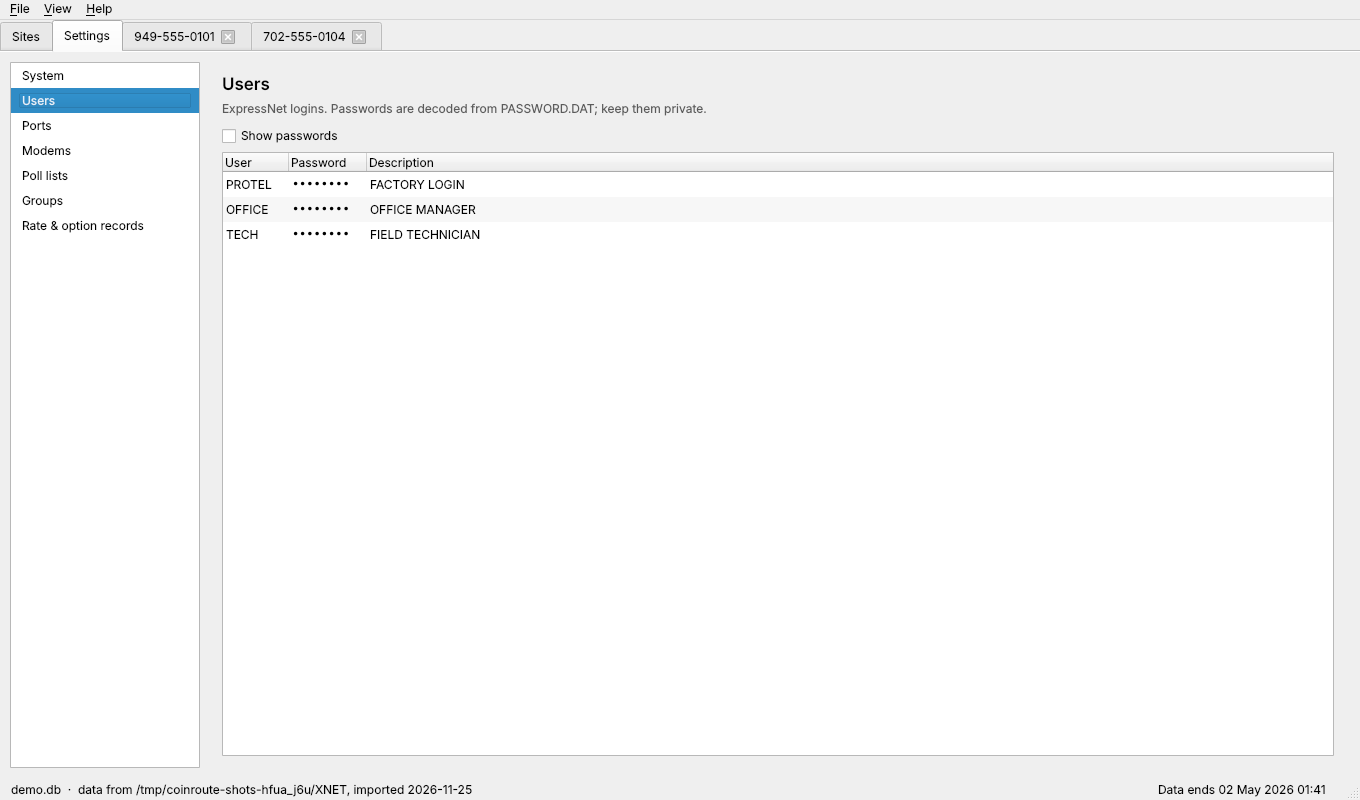 File View Help
Sites Settings 949-555-0101 702-555-0104
System
Users
Ports
Modems
Poll lists
Groups
Rate & option records
Users
ExpressNet logins. Passwords are decoded from PASSWORD.DAT; keep them private.
Show passwords
User Password Description
PROTEL •••••••• FACTORY LOGIN
OFFICE •••••••• OFFICE MANAGER
TECH •••••••• FIELD TECHNICIAN
demo.db · data from /tmp/coinroute-shots-hfua_j6u/XNET, imported 2026-11-25
Data ends 02 May 2026 01:41